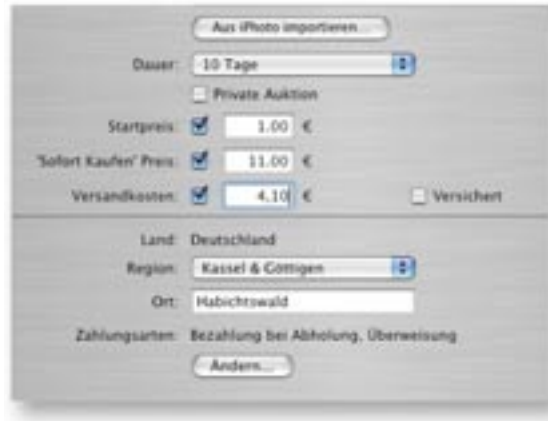 Aus iPhoto importieren...
Dauer: 10 Tage
Private Auktion
Startpreis: 1.00 €
'Sofort Kaufen' Preis: 11.00 €
Versandkosten: 4.10 € Versichert
Land: Deutschland
Region: Kassel & Göttigen
Ort: Habichtswald
Zahlungsarten: Bezahlung bei Abholung, Überweisung
Ändern...